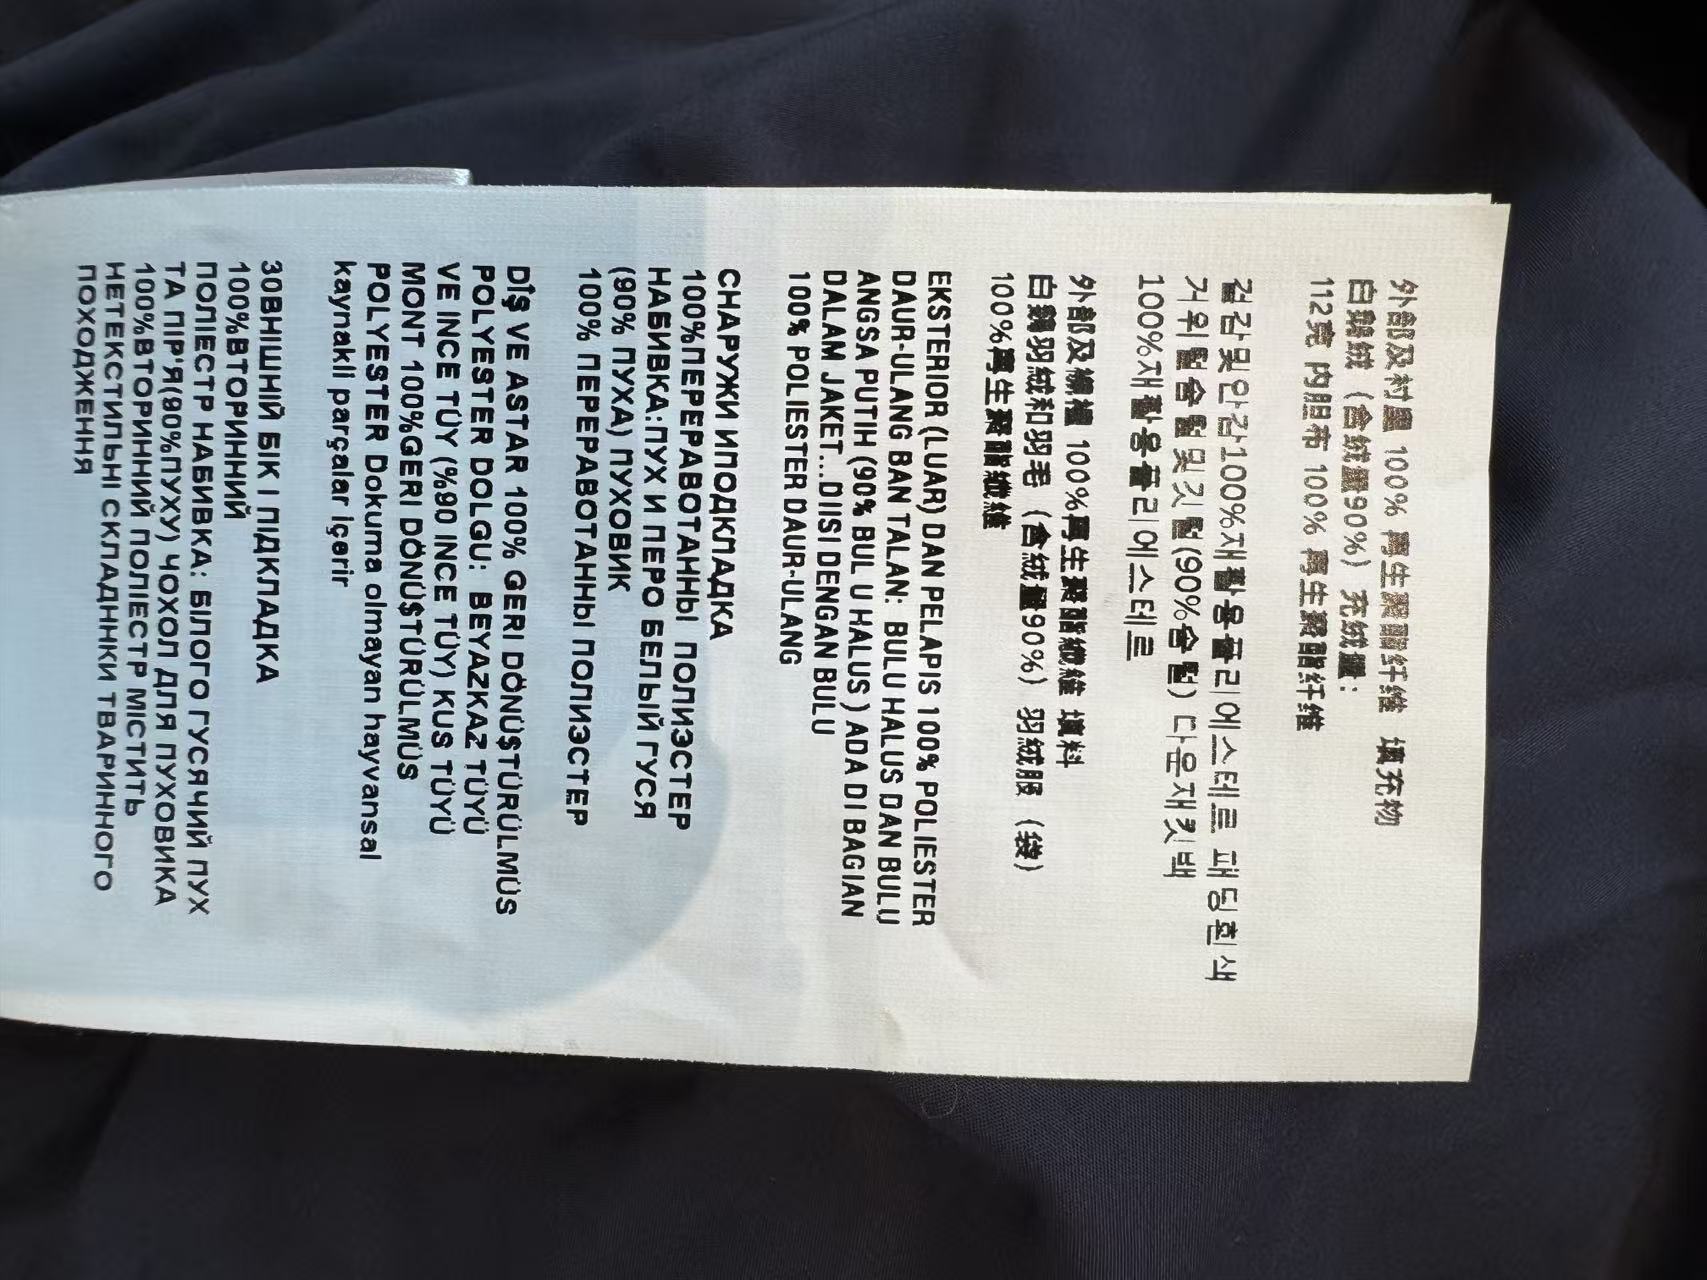 外部及衬里 100% 再生聚酯纤维 填充物
白鹅绒 (含绒量90%) 充绒量:
112克 内胆布 100% 再生聚酯纤维
겉감및안감100%재활용폴리에스테르 패딩흰색
거위털솜털및깃털(90%솜털) 다운재킷백
100%재활용폴리에스테르
外部及襯裡 100%再生聚酯纖維 填料
白鵝羽絨和羽毛 (含絨量90%) 羽絨服 (袋)
100%再生聚酯纖維
EKSTERIOR (LUAR) DAN PELAPIS 100% POLIESTER
DAUR-ULANG BAN TALAN: BULU HALUS DAN BULU
ANGSA PUTIH (90% BUL U HALUS ) ADA DI BAGIAN
DALAM JAKET...DIISI DENGAN BULU
100% POLIESTER DAUR-ULANG
СНАРУЖИ ИПОДКЛАДКА
100%ПЕРЕРАБОТАННЫ ПОЛИЭСТЕР
НАБИВКА:ПУХ И ПЕРО БЕЛЫЙ ГУСЯ
(90% ПУХА) ПУХОВИК
100% ПЕРЕРАБОТАННЫ ПОЛИЭСТЕР
DÎŞ VE ASTAR 100% GERI DÖNÜŞTÜRÜLMÜS
POLYESTER DOLGU: BEYAZKAZ TÜYÜ
VE INCE TÜY (%90 INCE TÜY) KUS TÜYÜ
MONT 100%GERI DÖNÜŞTÜRÜLMÜS
POLYESTER Dokuma olmayan hayvansal
kaynaklı parçalar içerir
ЗОВНІШНІЙ БІК І ПІДКЛАДКА
100%ВТОРИННИЙ
ПОЛІЕСТР НАБИВКА: БІЛОГО ГУСЯЧИЙ ПУХ
ТА ПІР'Я(90%ПУХУ) ЧОХОЛ ДЛЯ ПУХОВИКА
100%ВТОРИННИЙ ПОЛІЕСТР МІСТИТЬ
НЕТЕКСТИЛЬНІ СКЛАДНИКИ ТВАРИННОГО
ПОХОДЖЕННЯ